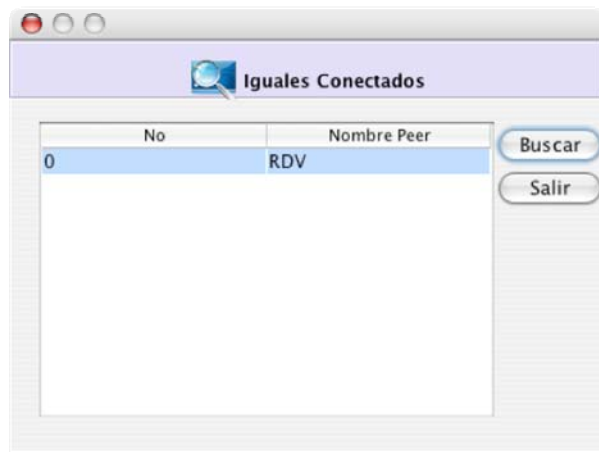 Iguales Conectados
No Nombre Peer
0 RDV
Buscar
Salir